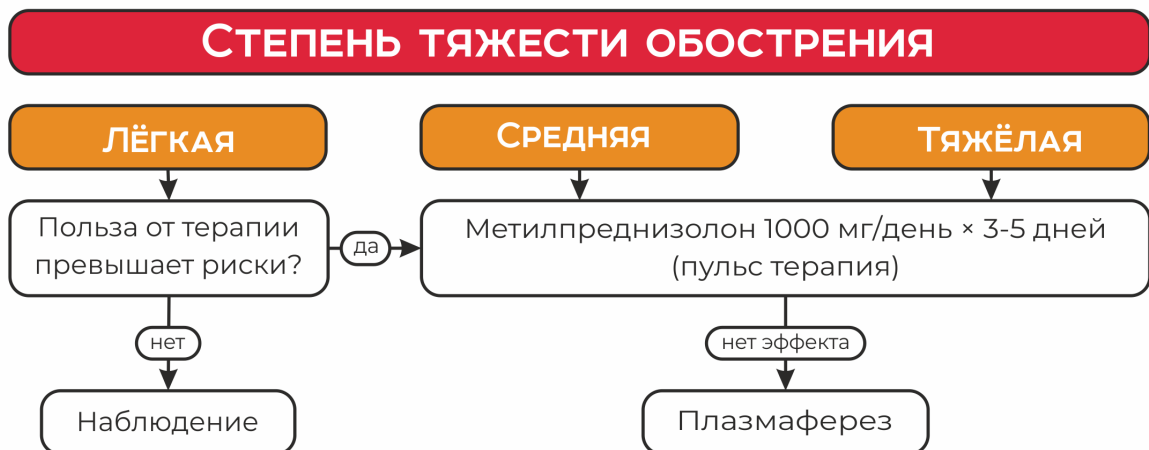 Степень тяжести обострения
Лёгкая
Средняя
Тяжёлая
Польза от терапии
превышает риски?
да
Метилпреднизолон 1000 мг/день × 3-5 дней
(пульс терапия)
нет
нет эффекта
Наблюдение
Плазмаферез